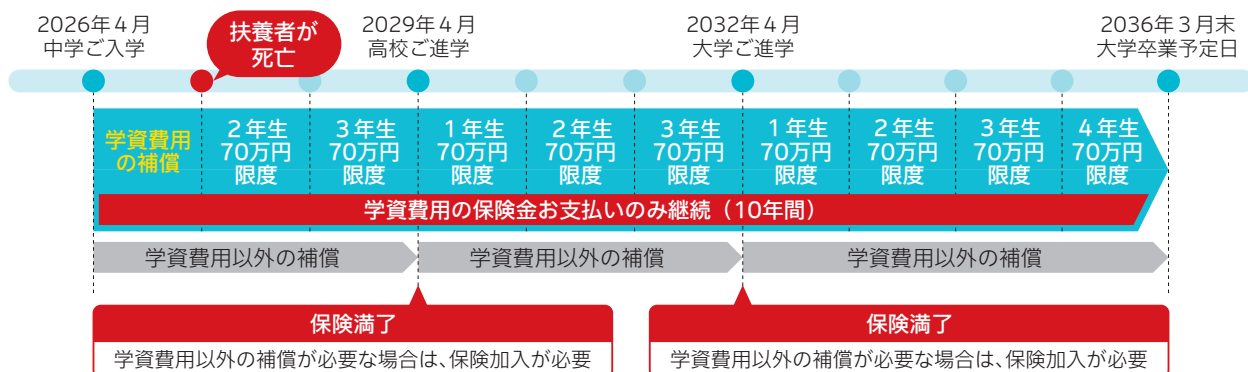 2026年4月
中学ご入学
扶養者が
死亡
2029年4月
高校ご進学
2032年4月
大学ご進学
2036年3月末
大学卒業予定日
学資費用
の補償
2年生
70万円
限度
3年生
70万円
限度
1年生
70万円
限度
2年生
70万円
限度
3年生
70万円
限度
1年生
70万円
限度
2年生
70万円
限度
3年生
70万円
限度
4年生
70万円
限度
学資費用の保険金お支払いのみ継続（10年間）
学資費用以外の補償
学資費用以外の補償
学資費用以外の補償
保険満了
学資費用以外の補償が必要な場合は、保険加入が必要
保険満了
学資費用以外の補償が必要な場合は、保険加入が必要